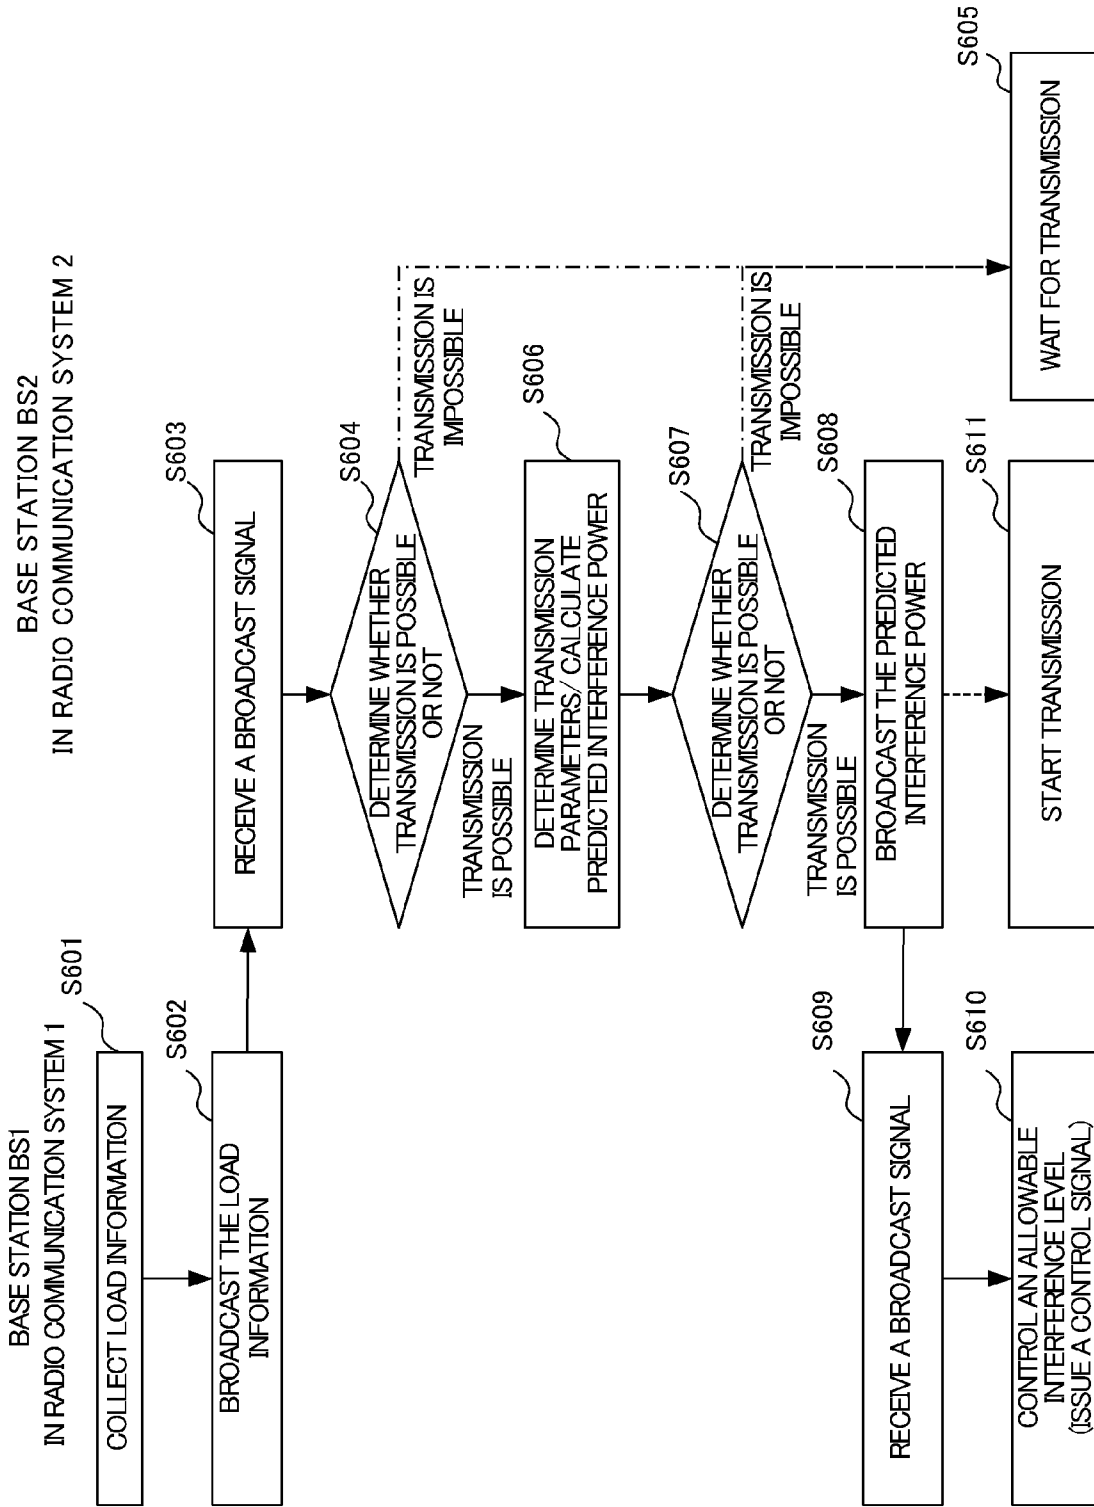 BASE STATION BS1
IN RADIO COMMUNICATION SYSTEM 1
S601
COLLECT LOAD INFORMATION
S602
BROADCAST THE LOAD
INFORMATION
BASE STATION BS2
IN RADIO COMMUNICATION SYSTEM 2
S603
RECEIVE A BROADCAST SIGNAL
S604
DETERMINE WHETHER
TRANSMISSION IS POSSIBLE
OR NOT
TRANSMISSION IS
IMPOSSIBLE
TRANSMISSION
IS POSSIBLE
S606
DETERMINE TRANSMISSION
PARAMETERS/ CALCULATE
PREDICTED INTERFERENCE POWER
S607
DETERMINE WHETHER
TRANSMISSION IS POSSIBLE
OR NOT
TRANSMISSION IS
IMPOSSIBLE
TRANSMISSION
IS POSSIBLE
S608
BROADCAST THE PREDICTED
INTERFERENCE POWER
S609
RECEIVE A BROADCAST SIGNAL
S610
CONTROL AN ALLOWABLE
INTERFERENCE LEVEL
(ISSUE A CONTROL SIGNAL)
S611
START TRANSMISSION
S605
WAIT FOR TRANSMISSION